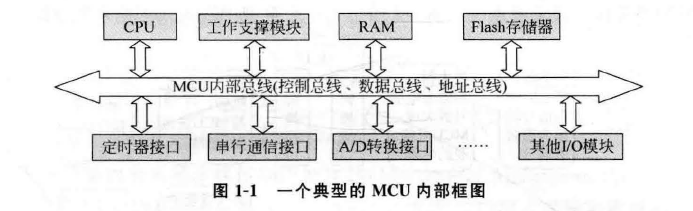 CPU 工作支撑模块 RAM Flash存储器
MCU内部总线(控制总线、数据总线、地址总线)
定时器接口 串行通信接口 A/D转换接口 …… 其他I/O模块
图 1-1 一个典型的 MCU 内部框图